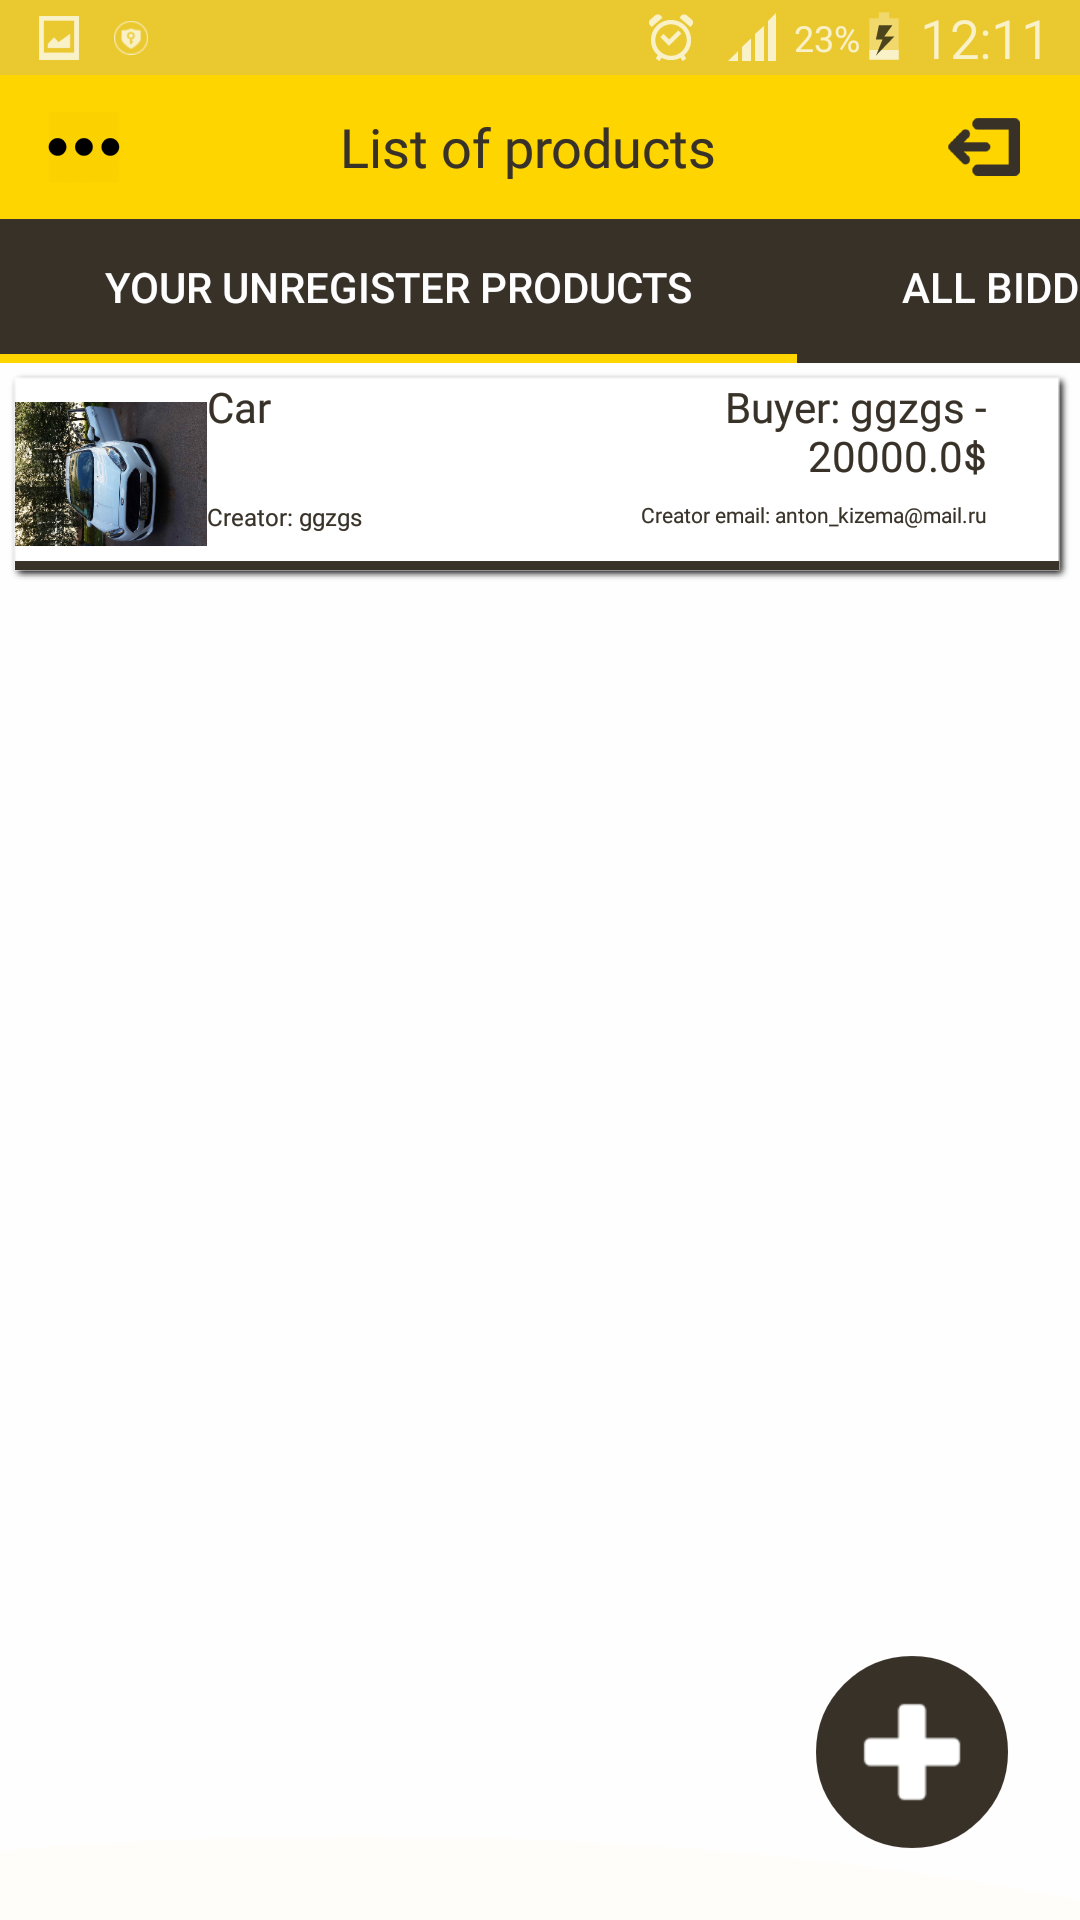 23% 12:11
List of products
YOUR UNREGISTER PRODUCTS ALL BIDD
Car
Buyer: ggzgs -
20000.0$
Creator: ggzgs
Creator email: anton_kizema@mail.ru